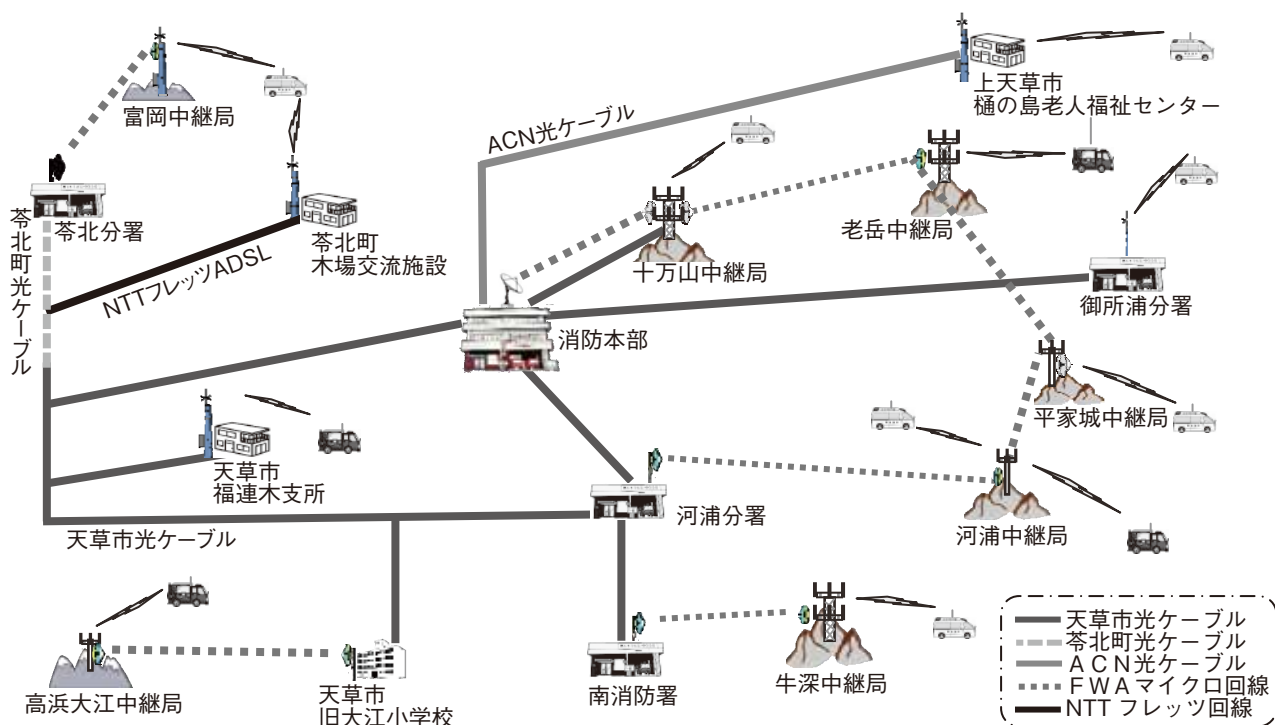 富岡中継局
苓北分署
苓北町光ケーブル
NTTフレッツADSL
苓北町
木場交流施設
ACN光ケーブル
上天草市
樋の島老人福祉センター
十万山中継局
老岳中継局
御所浦分署
消防本部
平家城中継局
天草市
福連木支所
天草市光ケーブル
河浦分署
河浦中継局
高浜大江中継局
天草市
旧大江小学校
南消防署
牛深中継局
天草市光ケーブル
苓北町光ケーブル
ACN光ケーブル
FWAマイクロ回線
NTTフレッツ回線